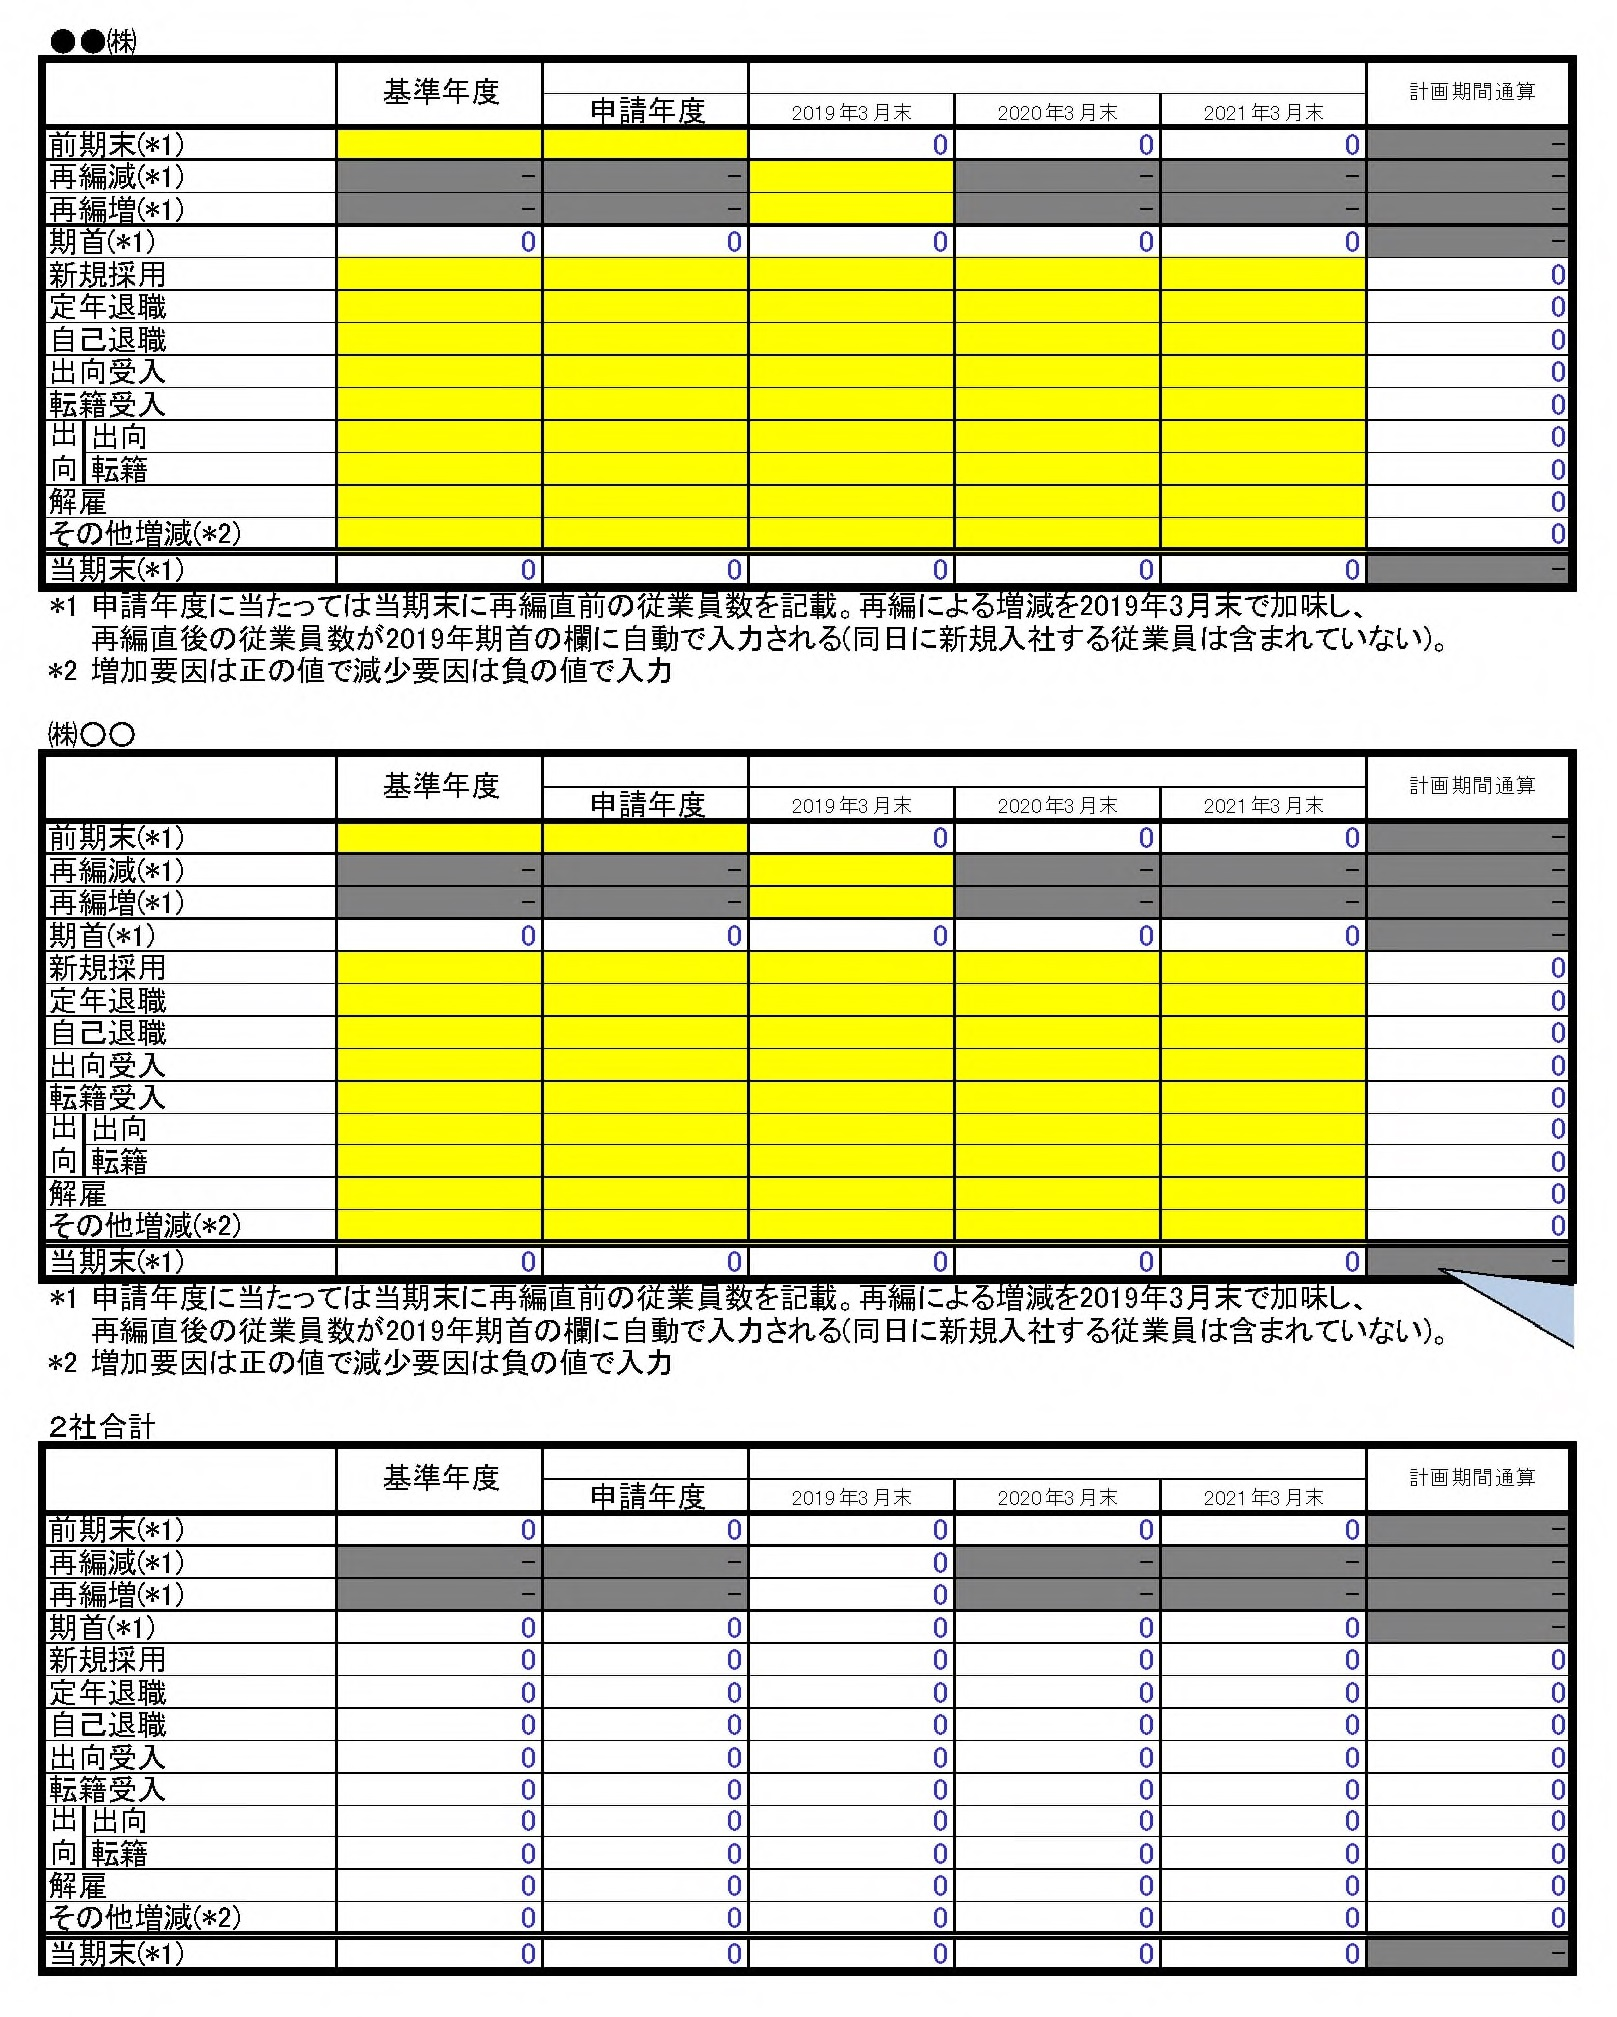 ●●㈱
基準年度 計画期間通算
申請年度 2019年3月末 2020年3月末 2021年3月末
前期末(*1) 0 0 0 －
再編減(*1) － － － － －
再編増(*1) － － － － －
期首(*1) 0 0 0 0 0 －
新規採用 0
定年退職 0
自己退職 0
出向受入 0
転籍受入 0
出 出向 0
向 転籍 0
解雇 0
その他増減(*2) 0
当期末(*1) 0 0 0 0 0 －
*1 申請年度に当たっては当期末に再編直前の従業員数を記載。再編による増減を2019年3月末で加味し、
再編直後の従業員数が2019年期首の欄に自動で入力される(同日に新規入社する従業員は含まれていない)。
*2 増加要因は正の値で減少要因は負の値で入力
㈱○○
基準年度 計画期間通算
申請年度 2019年3月末 2020年3月末 2021年3月末
前期末(*1) 0 0 0 －
再編減(*1) － － － － －
再編増(*1) － － － － －
期首(*1) 0 0 0 0 0 －
新規採用 0
定年退職 0
自己退職 0
出向受入 0
転籍受入 0
出 出向 0
向 転籍 0
解雇 0
その他増減(*2) 0
当期末(*1) 0 0 0 0 0 －
*1 申請年度に当たっては当期末に再編直前の従業員数を記載。再編による増減を2019年3月末で加味し、
再編直後の従業員数が2019年期首の欄に自動で入力される(同日に新規入社する従業員は含まれていない)。
*2 増加要因は正の値で減少要因は負の値で入力
２社合計
基準年度 計画期間通算
申請年度 2019年3月末 2020年3月末 2021年3月末
前期末(*1) 0 0 0 0 0 －
再編減(*1) － － 0 － － －
再編増(*1) － － 0 － － －
期首(*1) 0 0 0 0 0 －
新規採用 0 0 0 0 0 0
定年退職 0 0 0 0 0 0
自己退職 0 0 0 0 0 0
出向受入 0 0 0 0 0 0
転籍受入 0 0 0 0 0 0
出 出向 0 0 0 0 0 0
向 転籍 0 0 0 0 0 0
解雇 0 0 0 0 0 0
その他増減(*2) 0 0 0 0 0 0
当期末(*1) 0 0 0 0 0 －